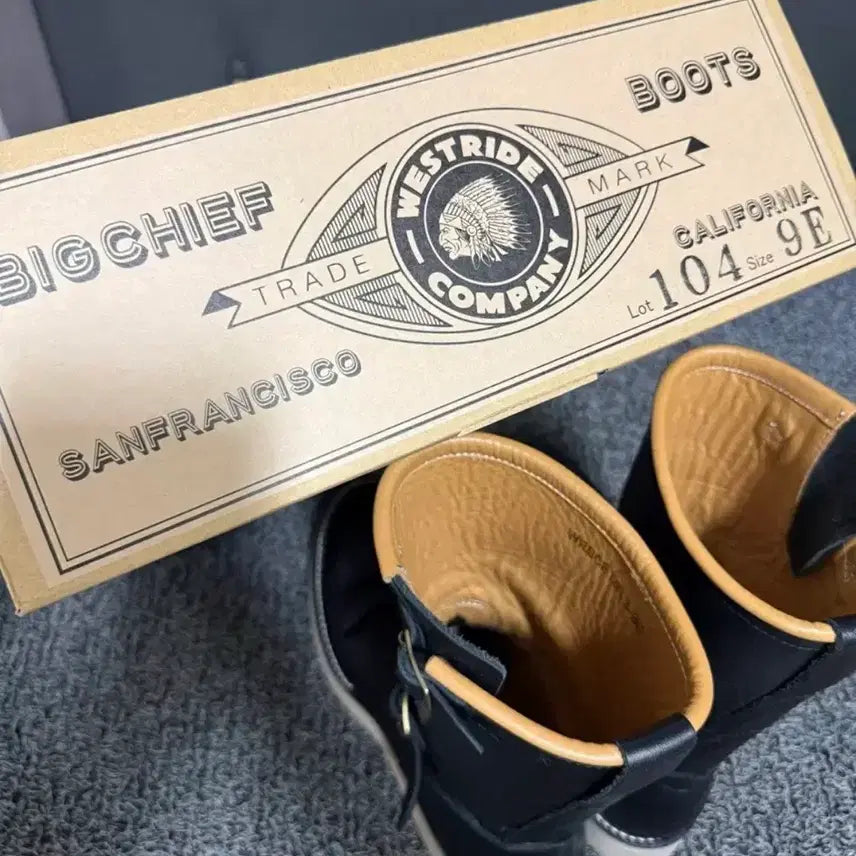 BIGCHIEF
BOOTS
WESTRIDE
COMPANY
TRADE
MARK
SANFRANCISCO
CALIFORNIA
Lot 104 Size 9E